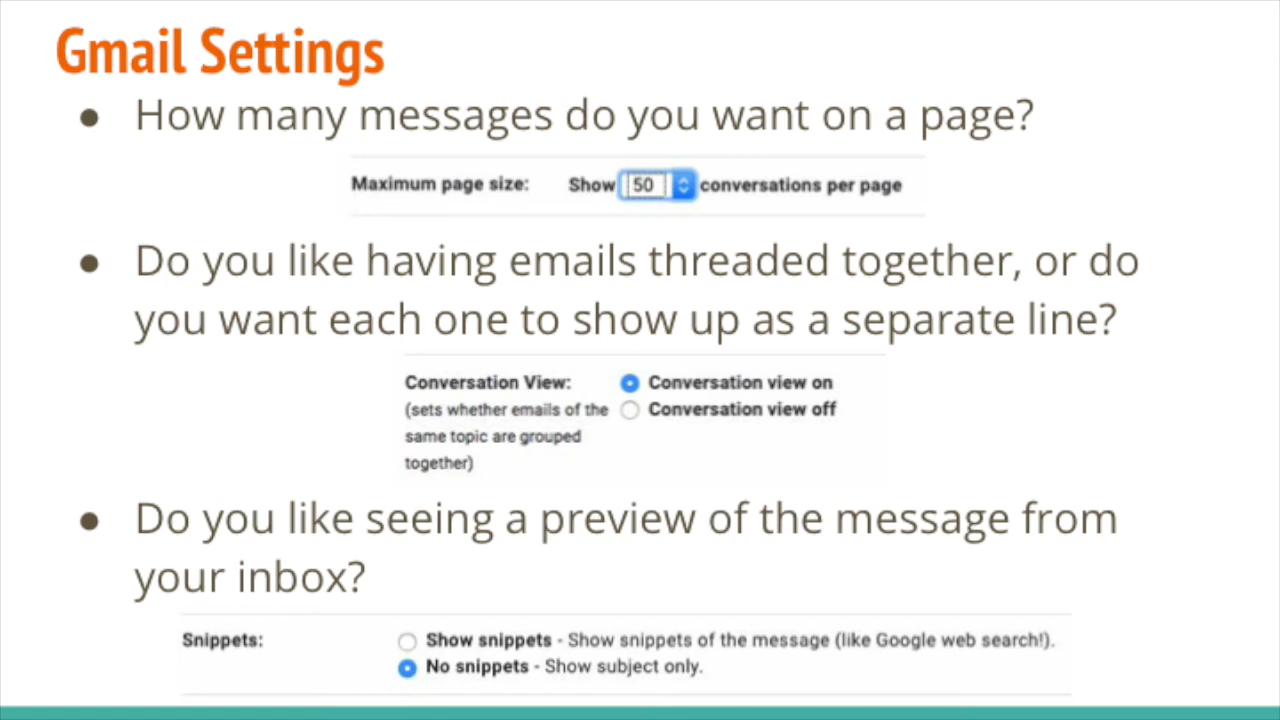 Gmail Settings
● How many messages do you want on a page?
Maximum page size: Show 50 conversations per page
● Do you like having emails threaded together, or do
you want each one to show up as a separate line?
Conversation View: Conversation view on
(sets whether emails of the Conversation view off
same topic are grouped
together)
● Do you like seeing a preview of the message from
your inbox?
Snippets: Show snippets - Show snippets of the message (like Google web search!).
No snippets - Show subject only.